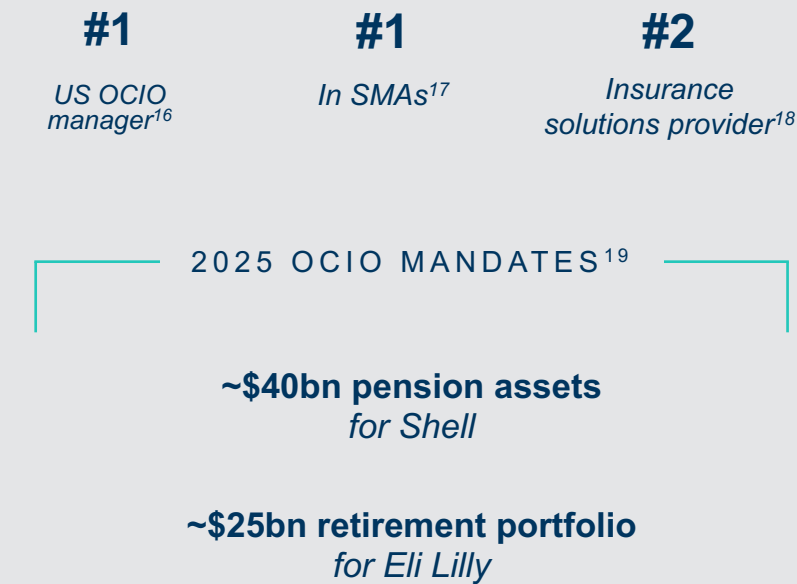 #1 #1 #2
US OCIO manager16 In SMAs17 Insurance solutions provider18
2025 OCIO MANDATES19
~$40bn pension assets
for Shell
~$25bn retirement portfolio
for Eli Lilly